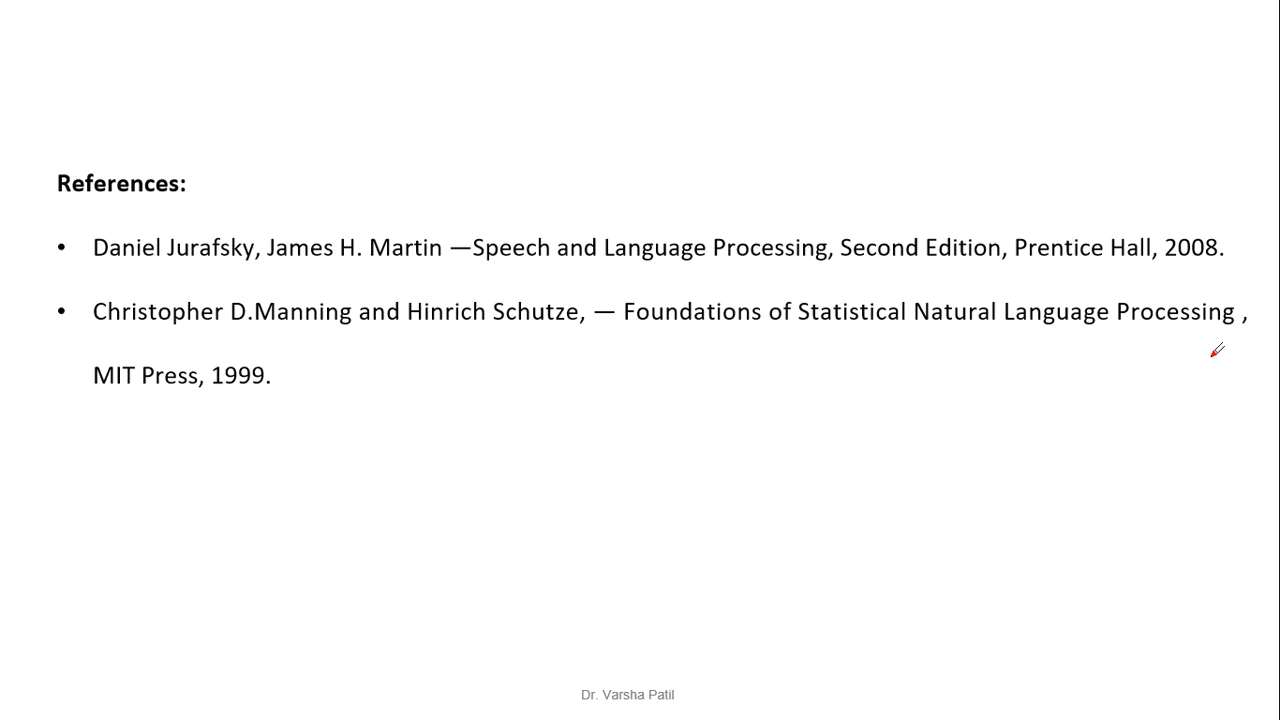 References:
• Daniel Jurafsky, James H. Martin —Speech and Language Processing, Second Edition, Prentice Hall, 2008.
• Christopher D.Manning and Hinrich Schutze, — Foundations of Statistical Natural Language Processing ,
MIT Press, 1999.
Dr. Varsha Patil